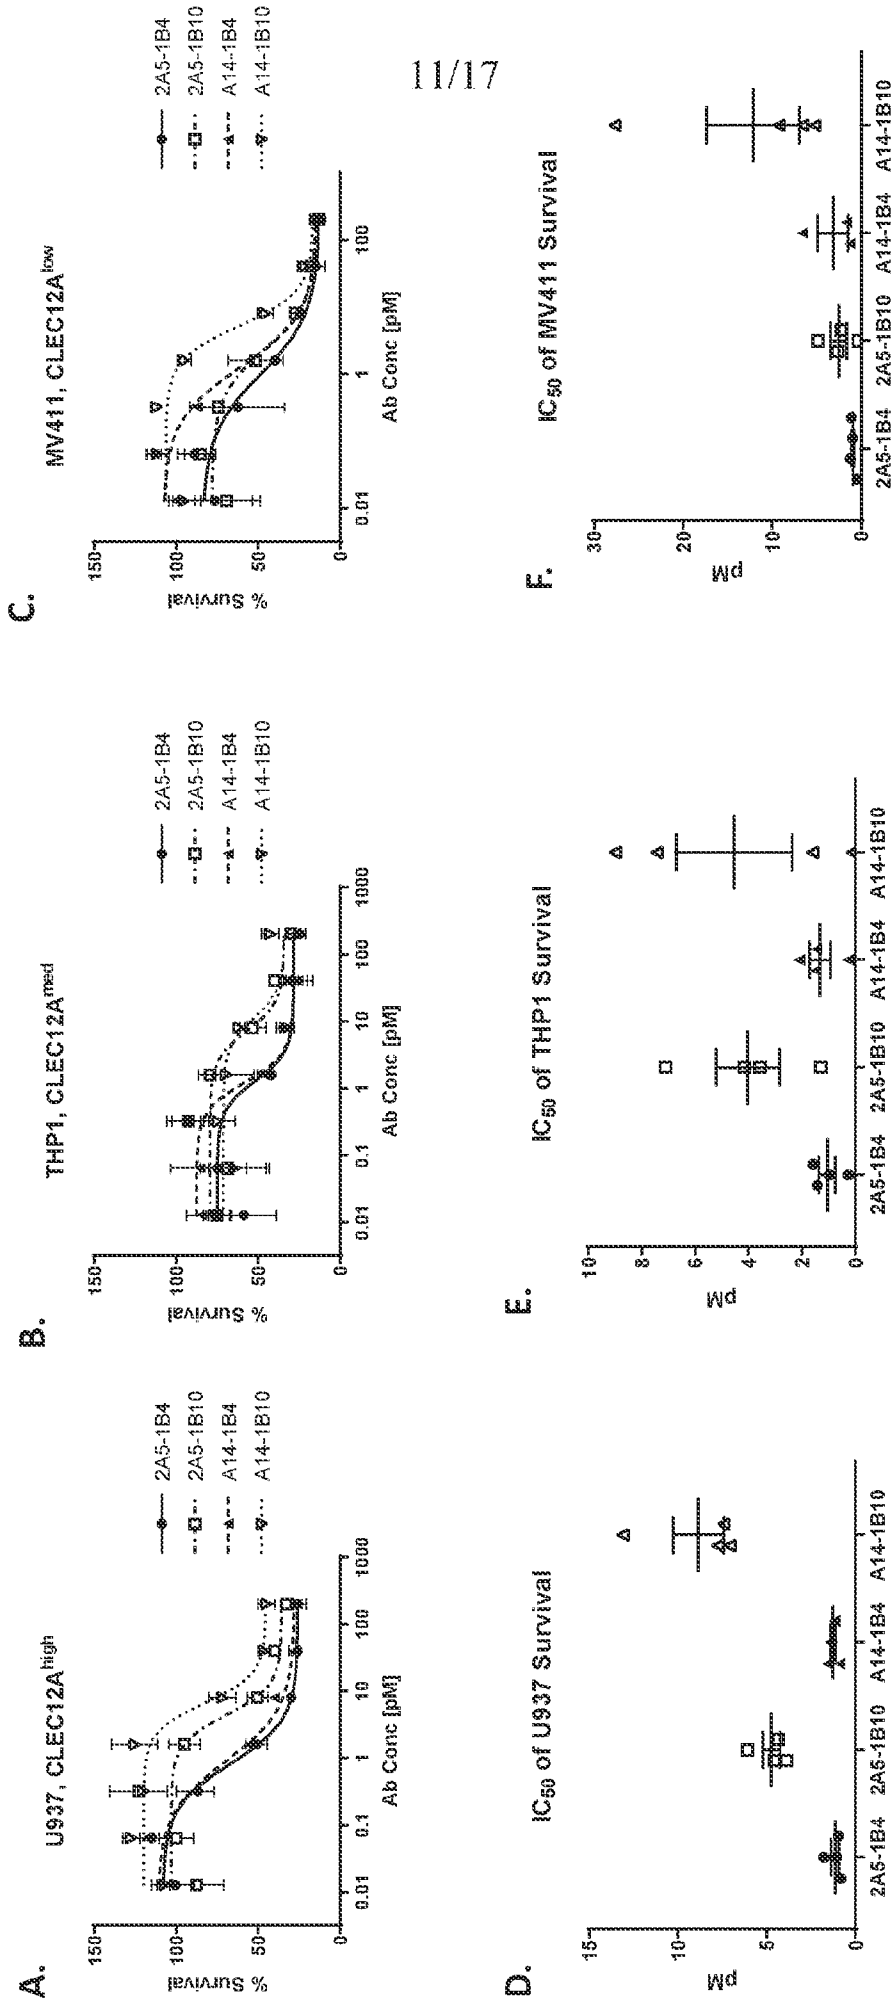 11/17
A.
U937, CLEC12A^high
150
100
50
0
% Survival
0.01
0.1
1
10
100
1000
Ab Conc [pM]
2A5-1B4
2A5-1B10
A14-1B4
A14-1B10
B.
THP1, CLEC12A^med
150
100
50
0
% Survival
0.01
0.1
1
10
100
1000
Ab Conc [pM]
2A5-1B4
2A5-1B10
A14-1B4
A14-1B10
C.
MV411, CLEC12A^low
150
100
50
0
% Survival
0.01
1
100
Ab Conc [pM]
2A5-1B4
2A5-1B10
A14-1B4
A14-1B10
D.
IC50 of U937 Survival
15
10
5
0
pM
2A5-1B4
2A5-1B10
A14-1B4
A14-1B10
E.
IC50 of THP1 Survival
10
8
6
4
2
0
pM
2A5-1B4
2A5-1B10
A14-1B4
A14-1B10
F.
IC50 of MV411 Survival
30
20
10
0
pM
2A5-1B4
2A5-1B10
A14-1B4
A14-1B10